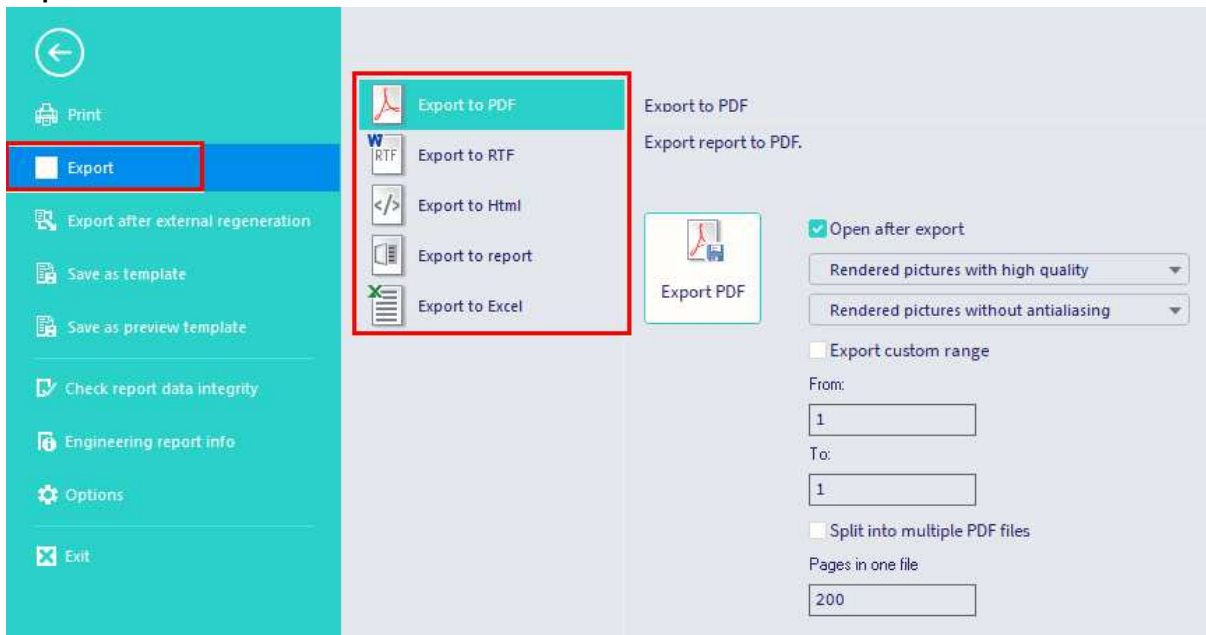 Print
Export
Export after external regeneration
Save as template
Save as preview template
Check report data integrity
Engineering report info
Options
Exit
Export to PDF
W
RTF
Export to RTF
</>
Export to Html
Export to report
X
Export to Excel
Export to PDF
Export report to PDF.
Export PDF
Open after export
Rendered pictures with high quality
Rendered pictures without antialiasing
Export custom range
From:
1
To:
1
Split into multiple PDF files
Pages in one file
200